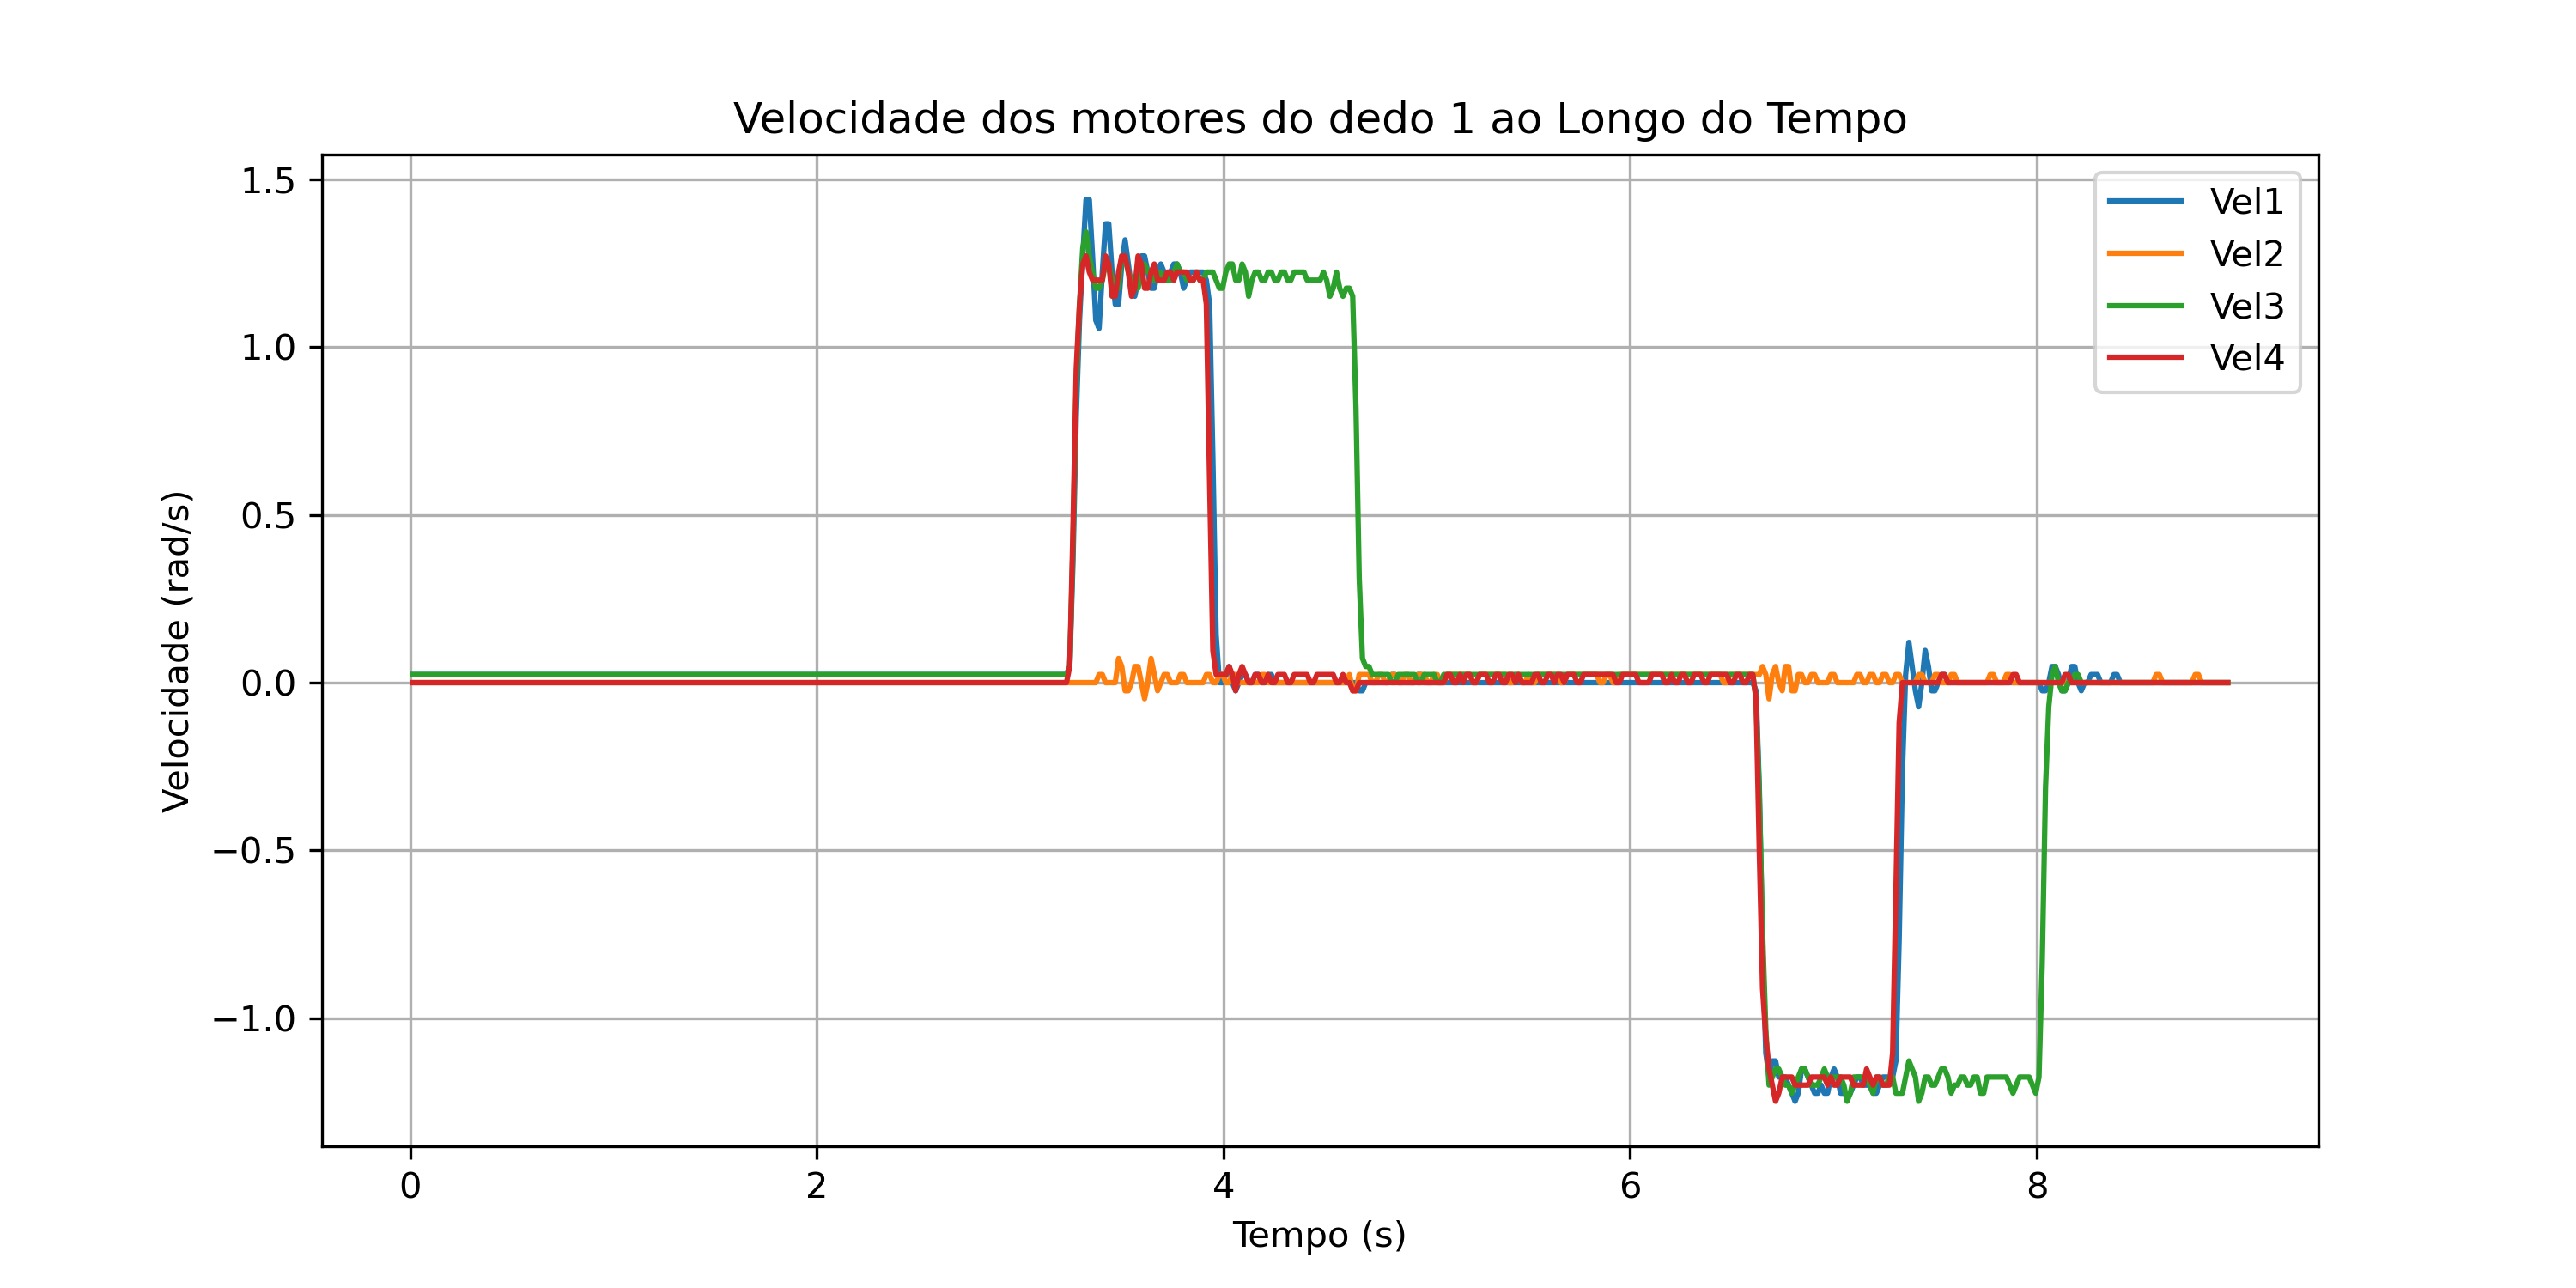 Velocidade dos motores do dedo 1 ao Longo do Tempo
1.5
1.0
0.5
0.0
−0.5
−1.0
Velocidade (rad/s)
Vel1
Vel2
Vel3
Vel4
0 2 4 6 8
Tempo (s)